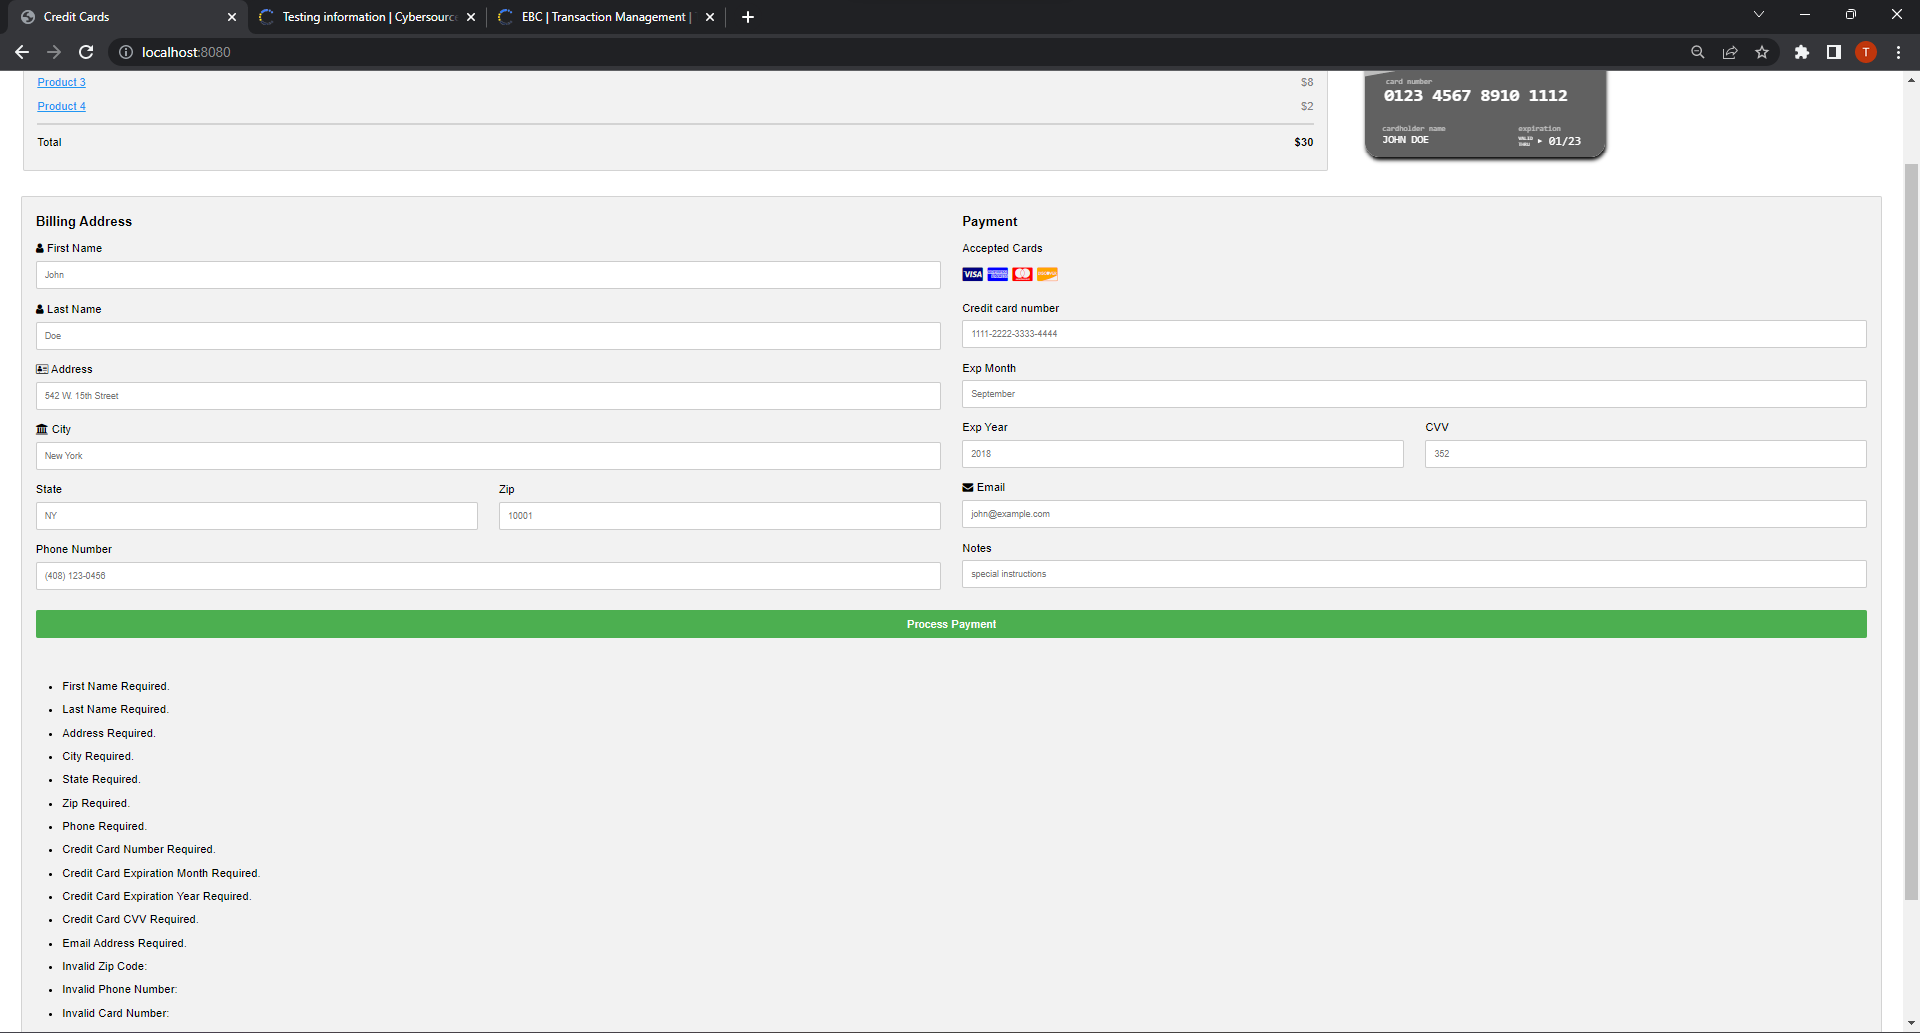 Credit Cards
Testing information | Cybersource
EBC | Transaction Management |
localhost:8080
T
Product 3 $8
Product 4 $2
Total $30
card number
0123 4567 8910 1112
cardholder name expiration
JOHN DOE VALID THRU 01/23
Billing Address
First Name
John
Last Name
Doe
Address
542 W. 15th Street
City
New York
State Zip
NY 10001
Phone Number
(408) 123-0456
Payment
Accepted Cards
VISA
Credit card number
1111-2222-3333-4444
Exp Month
September
Exp Year CVV
2018 352
Email
john@example.com
Notes
special instructions
Process Payment
• First Name Required.
• Last Name Required.
• Address Required.
• City Required.
• State Required.
• Zip Required.
• Phone Required.
• Credit Card Number Required.
• Credit Card Expiration Month Required.
• Credit Card Expiration Year Required.
• Credit Card CVV Required.
• Email Address Required.
• Invalid Zip Code:
• Invalid Phone Number:
• Invalid Card Number: